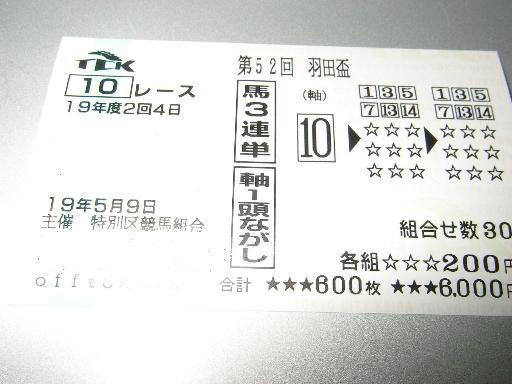 TCK
10レース
19年度2回4日
19年5月9日
主催 特別区競馬組合
第52回 羽田盃
馬3連単
軸1頭ながし
(軸)
10
1 3 5
7 13 14
☆☆☆
☆☆☆
☆☆☆
1 3 5
7 13 14
☆☆☆
☆☆☆
☆☆☆
組合せ数30
各組☆☆☆200円
合計 ★★★600枚 ★★★6,000円